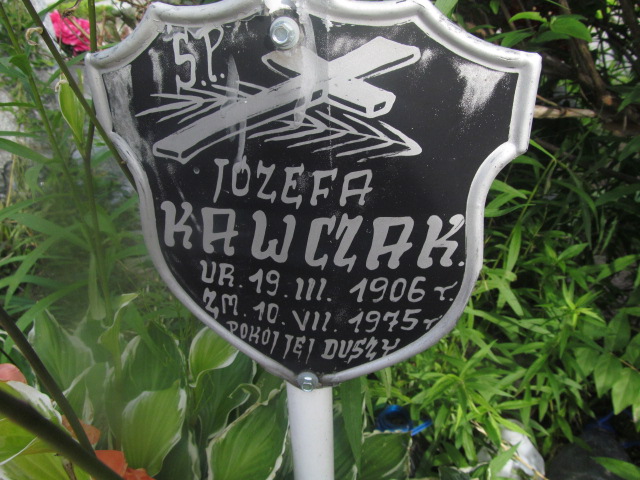 Ś.P.
JÓZEFA
KAWCZAK.
UR. 19. III. 1906 r.
ZM. 10. VII. 1975 r.
POKÓJ JEJ DUSZY